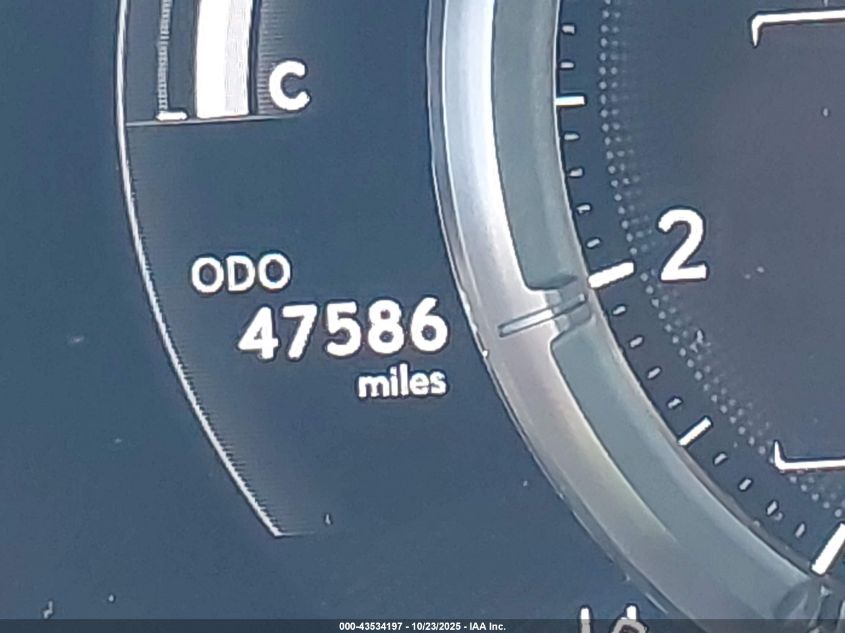 C
2
ODO
47586
miles
000-43534197 - 10/23/2025 - IAA Inc.